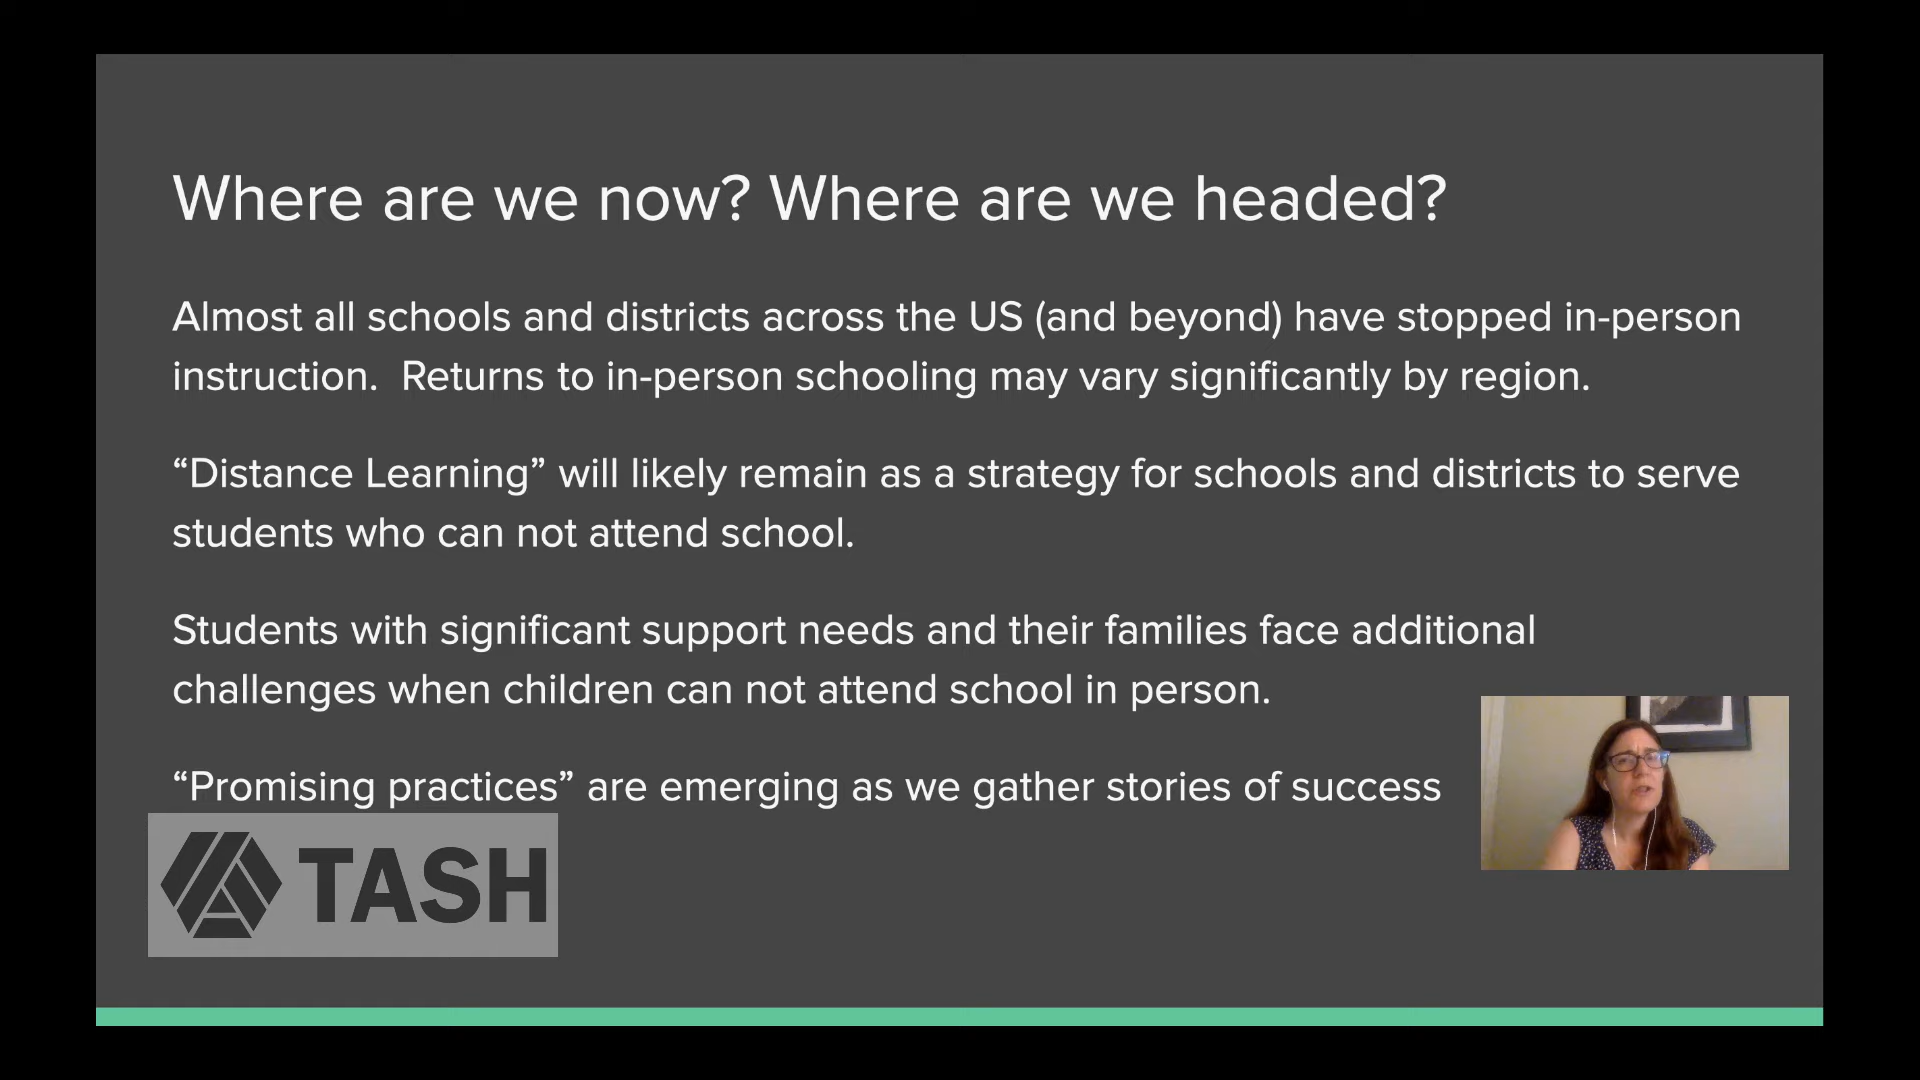 Where are we now? Where are we headed?
Almost all schools and districts across the US (and beyond) have stopped in-person
instruction.  Returns to in-person schooling may vary significantly by region.
“Distance Learning” will likely remain as a strategy for schools and districts to serve
students who can not attend school.
Students with significant support needs and their families face additional
challenges when children can not attend school in person.
“Promising practices” are emerging as we gather stories of success
TASH